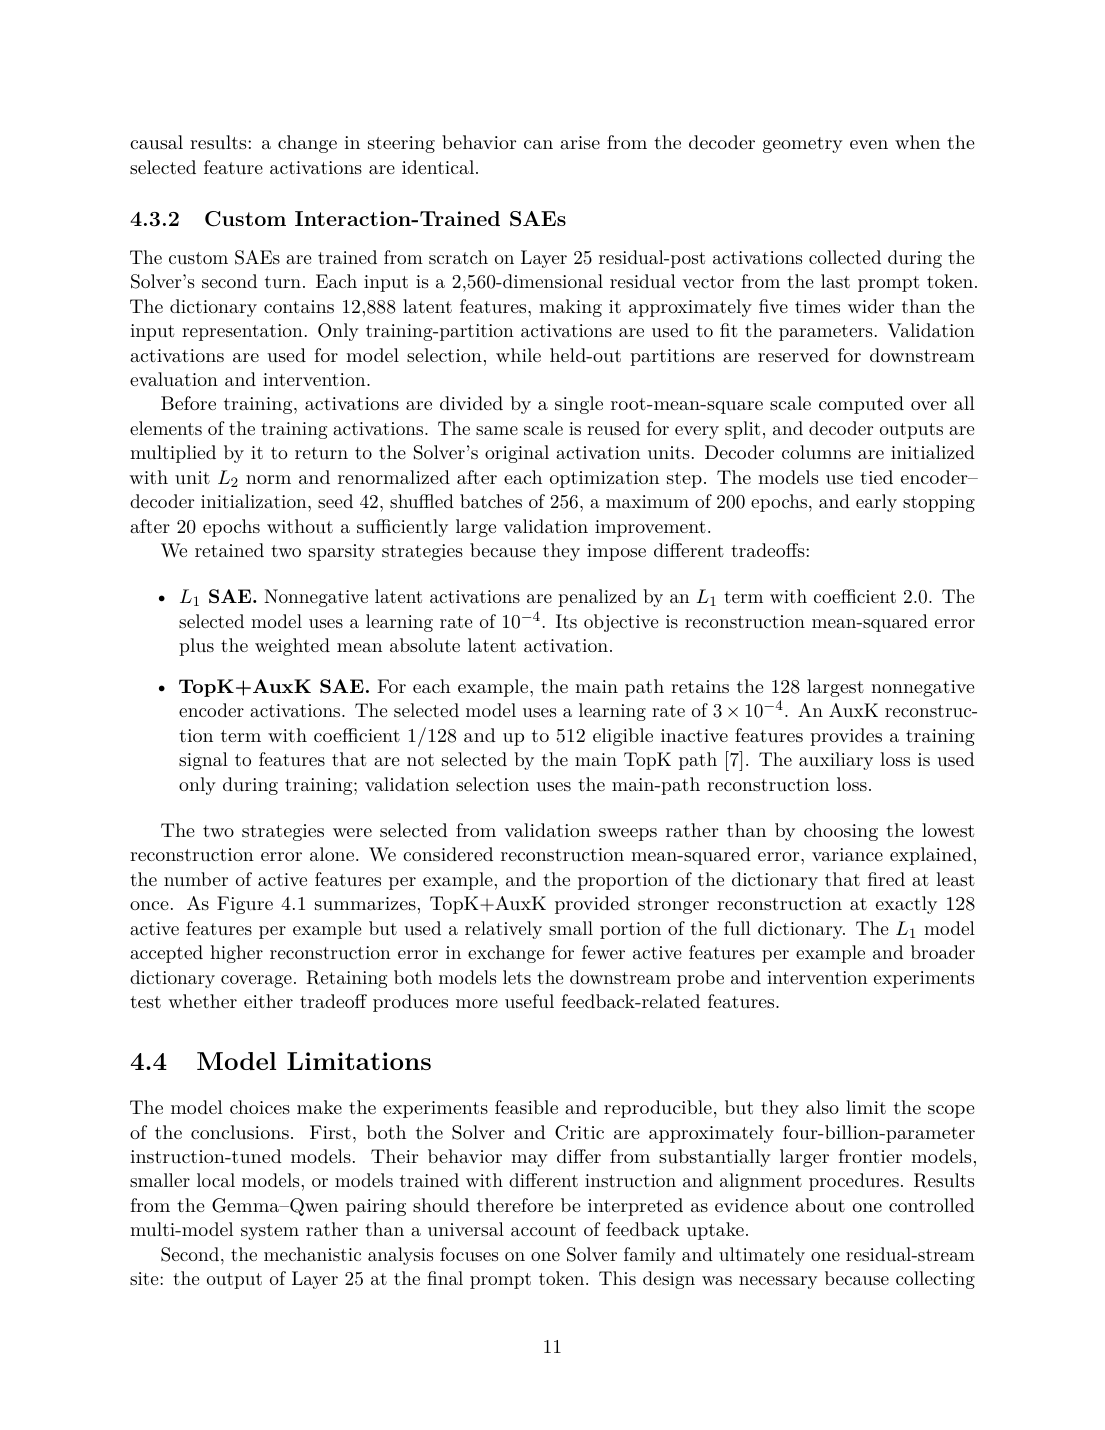 causal results: a change in steering behavior can arise from the decoder geometry even when the
selected feature activations are identical.
4.3.2 Custom Interaction-Trained SAEs
The custom SAEs are trained from scratch on Layer 25 residual-post activations collected during the
Solver's second turn. Each input is a 2,560-dimensional residual vector from the last prompt token.
The dictionary contains 12,888 latent features, making it approximately five times wider than the
input representation. Only training-partition activations are used to fit the parameters. Validation
activations are used for model selection, while held-out partitions are reserved for downstream
evaluation and intervention.
Before training, activations are divided by a single root-mean-square scale computed over all
elements of the training activations. The same scale is reused for every split, and decoder outputs are
multiplied by it to return to the Solver's original activation units. Decoder columns are initialized
with unit L₂ norm and renormalized after each optimization step. The models use tied encoder–
decoder initialization, seed 42, shuffled batches of 256, a maximum of 200 epochs, and early stopping
after 20 epochs without a sufficiently large validation improvement.
We retained two sparsity strategies because they impose different tradeoffs:
• L₁ SAE. Nonnegative latent activations are penalized by an L₁ term with coefficient 2.0. The
selected model uses a learning rate of 10⁻⁴. Its objective is reconstruction mean-squared error
plus the weighted mean absolute latent activation.
• TopK+AuxK SAE. For each example, the main path retains the 128 largest nonnegative
encoder activations. The selected model uses a learning rate of 3 × 10⁻⁴. An AuxK reconstruc-
tion term with coefficient 1/128 and up to 512 eligible inactive features provides a training
signal to features that are not selected by the main TopK path [7]. The auxiliary loss is used
only during training; validation selection uses the main-path reconstruction loss.
The two strategies were selected from validation sweeps rather than by choosing the lowest
reconstruction error alone. We considered reconstruction mean-squared error, variance explained,
the number of active features per example, and the proportion of the dictionary that fired at least
once. As Figure 4.1 summarizes, TopK+AuxK provided stronger reconstruction at exactly 128
active features per example but used a relatively small portion of the full dictionary. The L₁ model
accepted higher reconstruction error in exchange for fewer active features per example and broader
dictionary coverage. Retaining both models lets the downstream probe and intervention experiments
test whether either tradeoff produces more useful feedback-related features.
4.4 Model Limitations
The model choices make the experiments feasible and reproducible, but they also limit the scope
of the conclusions. First, both the Solver and Critic are approximately four-billion-parameter
instruction-tuned models. Their behavior may differ from substantially larger frontier models,
smaller local models, or models trained with different instruction and alignment procedures. Results
from the Gemma–Qwen pairing should therefore be interpreted as evidence about one controlled
multi-model system rather than a universal account of feedback uptake.
Second, the mechanistic analysis focuses on one Solver family and ultimately one residual-stream
site: the output of Layer 25 at the final prompt token. This design was necessary because collecting
11